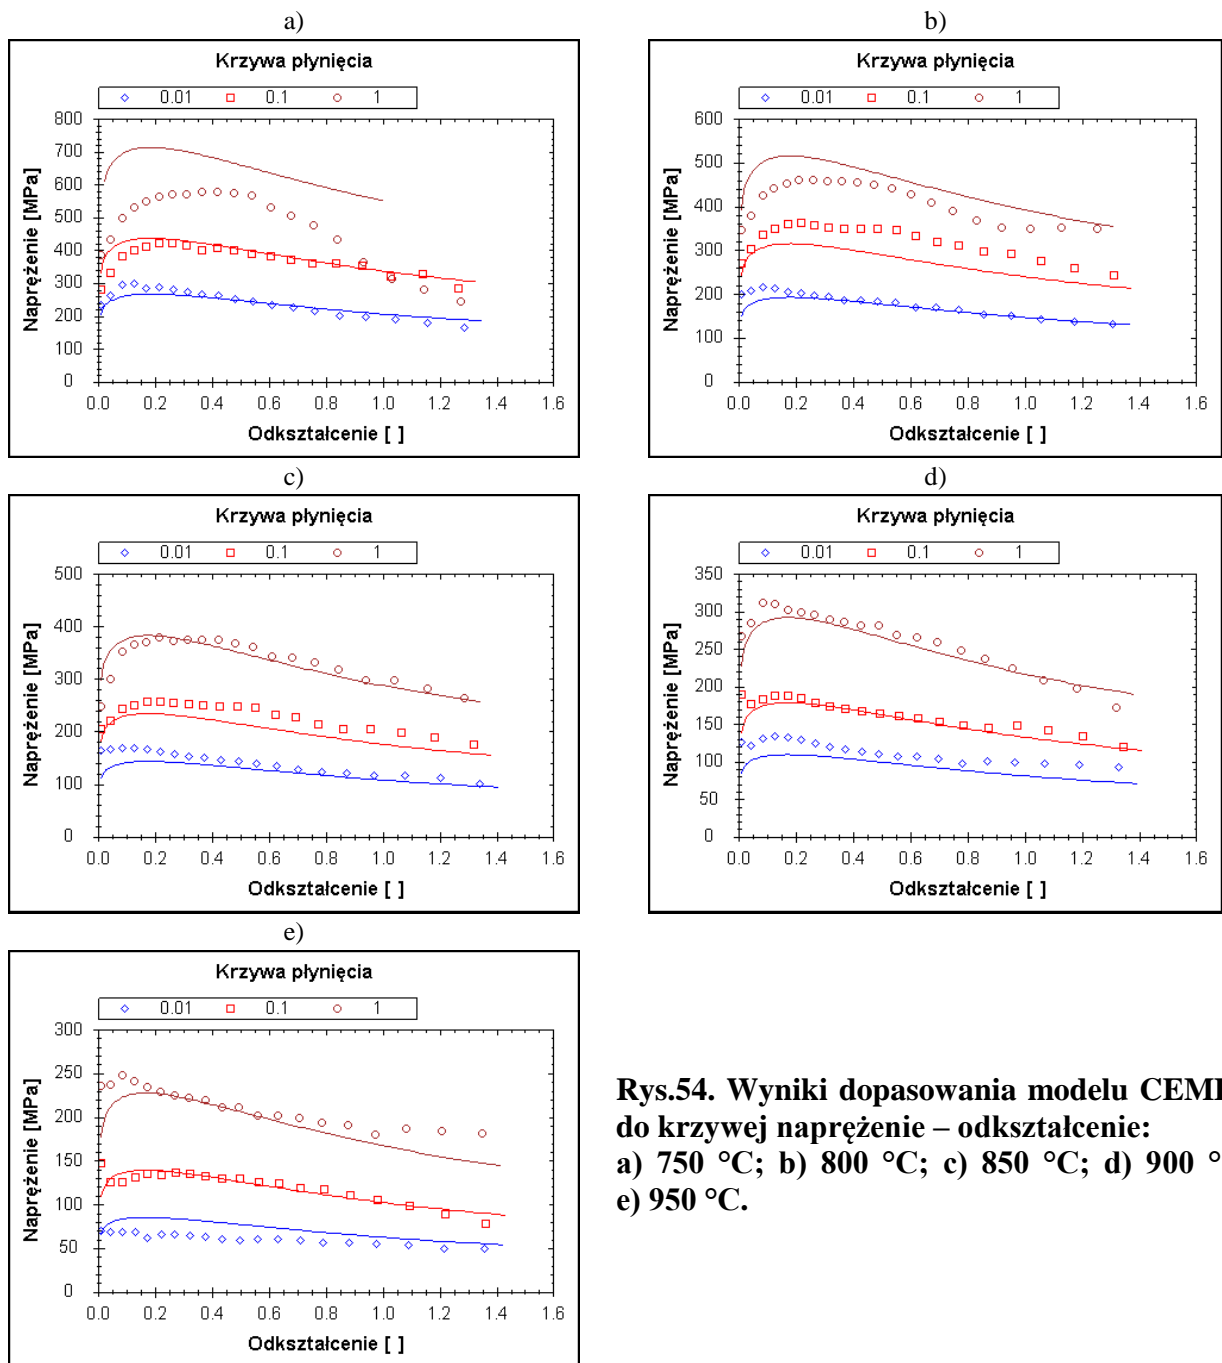 a)
Krzywa płynięcia
0.01 0.1 1
800
700
600
500
400
300
200
100
0
Naprężenie [MPa]
0.0 0.2 0.4 0.6 0.8 1.0 1.2 1.4 1.6
Odkształcenie [ ]
b)
Krzywa płynięcia
0.01 0.1 1
600
500
400
300
200
100
0
Naprężenie [MPa]
0.0 0.2 0.4 0.6 0.8 1.0 1.2 1.4 1.6
Odkształcenie [ ]
c)
Krzywa płynięcia
0.01 0.1 1
500
400
300
200
100
0
Naprężenie [MPa]
0.0 0.2 0.4 0.6 0.8 1.0 1.2 1.4 1.6
Odkształcenie [ ]
d)
Krzywa płynięcia
0.01 0.1 1
350
300
250
200
150
100
50
0
Naprężenie [MPa]
0.0 0.2 0.4 0.6 0.8 1.0 1.2 1.4 1.6
Odkształcenie [ ]
e)
Krzywa płynięcia
0.01 0.1 1
300
250
200
150
100
50
0
Naprężenie [MPa]
0.0 0.2 0.4 0.6 0.8 1.0 1.2 1.4 1.6
Odkształcenie [ ]
Rys.54. Wyniki dopasowania modelu
do krzywej naprężenie – odkształcenie:
a) 750 °C; b) 800 °C; c) 850 °C; d) 900 °
e) 950 °C.